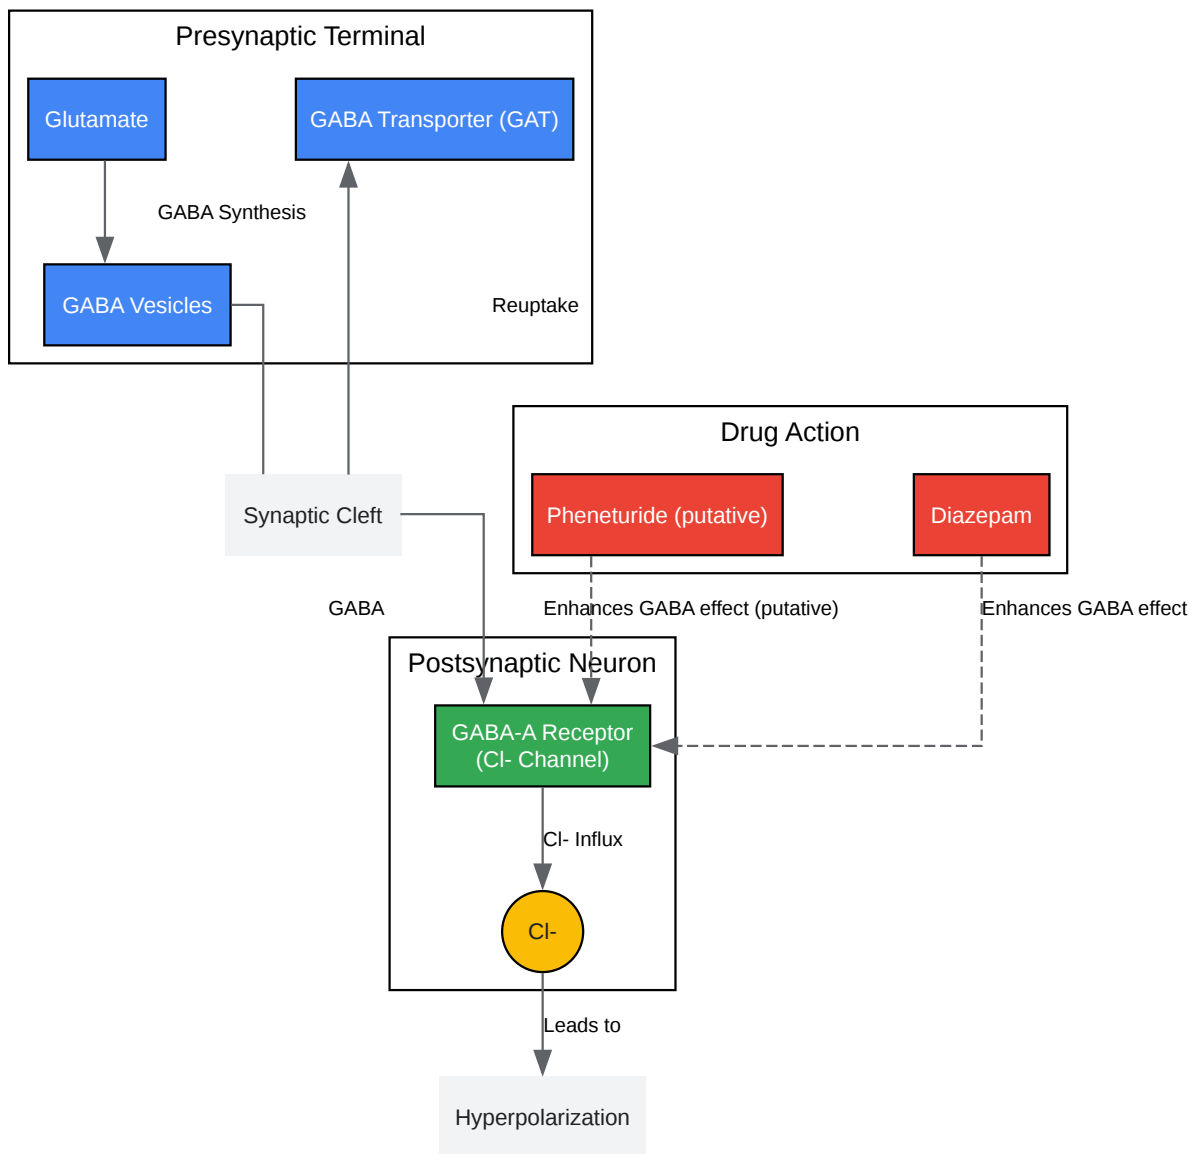 Presynaptic Terminal
Glutamate
GABA Transporter (GAT)
GABA Synthesis
GABA Vesicles
Reuptake
Drug Action
Synaptic Cleft
Pheneturide (putative)
Diazepam
GABA
Enhances GABA effect (putative)
Enhances GABA effect
Postsynaptic Neuron
GABA-A Receptor
(Cl- Channel)
Cl- Influx
Cl-
Leads to
Hyperpolarization